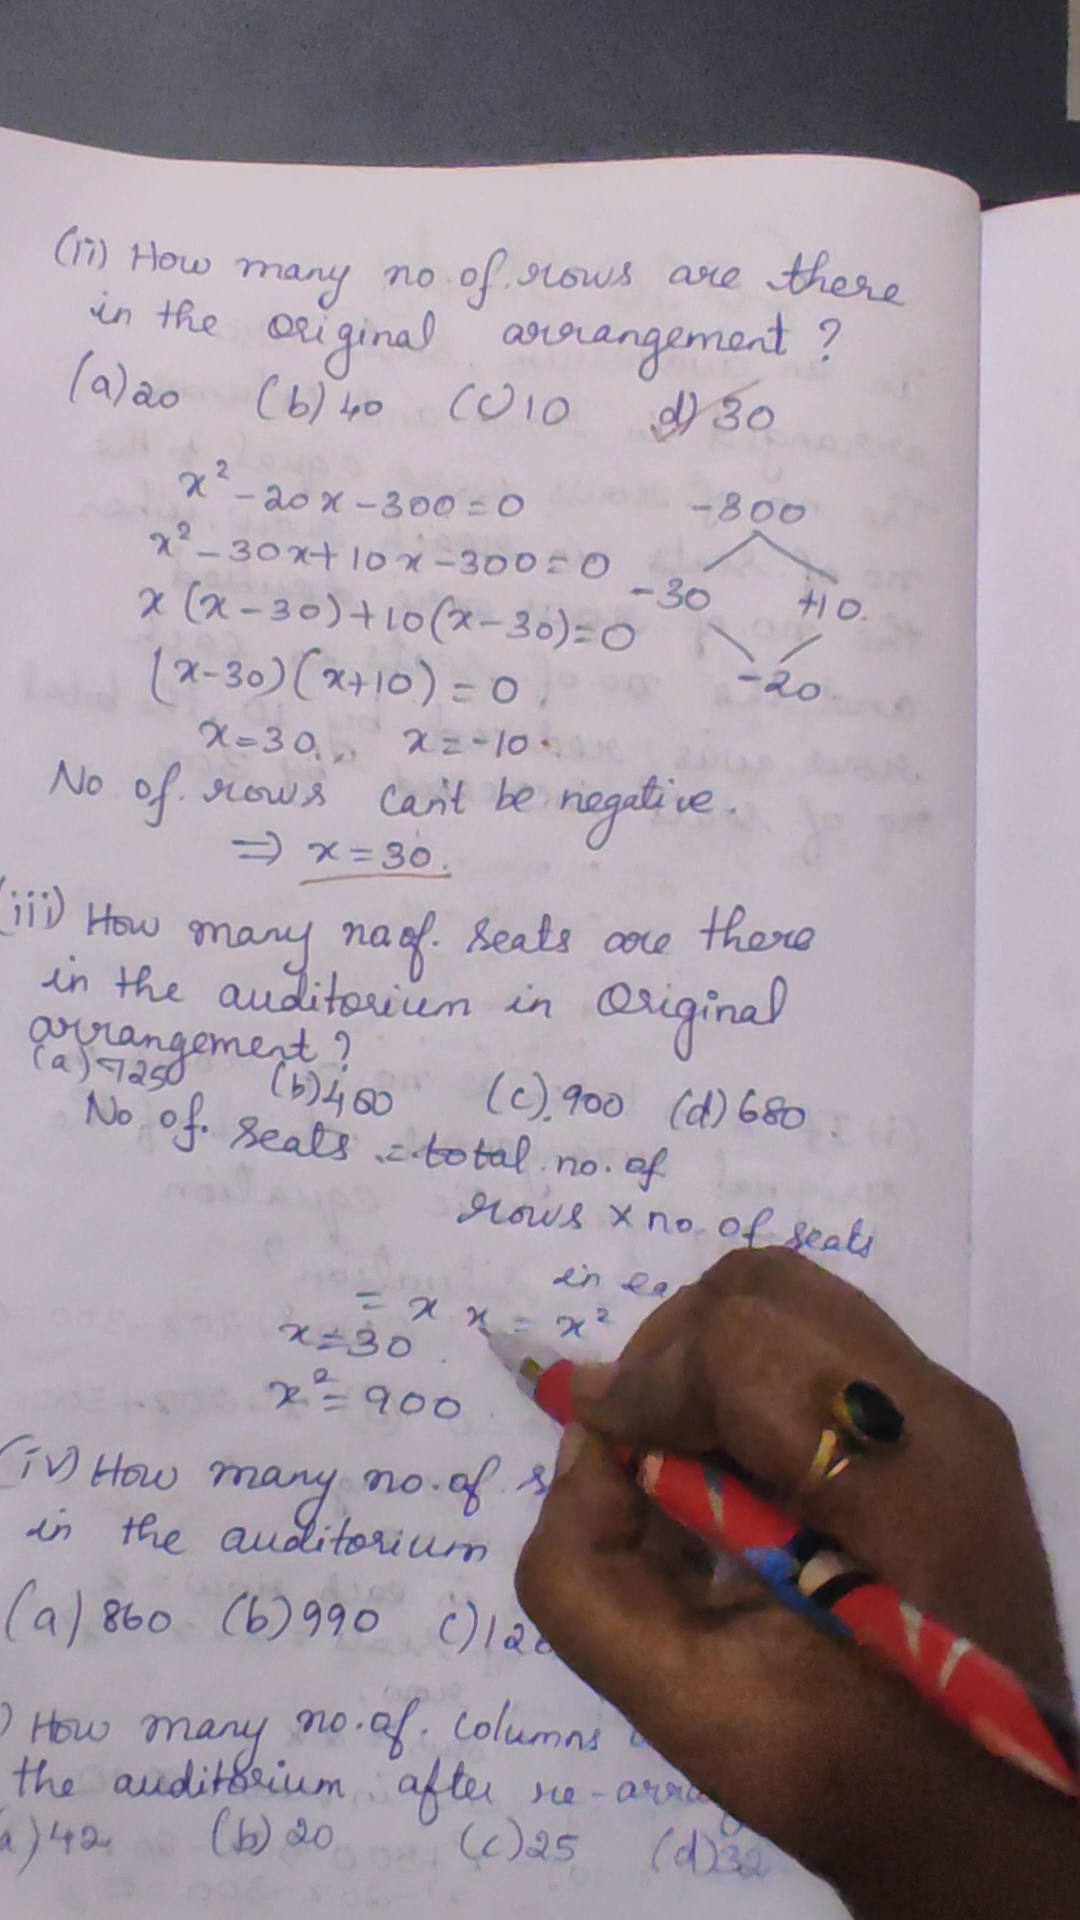 (ii) How many no. of. rows are there
in the Original arrangement ?
(a) 20 (b) 40 (c) 10 d) 30
x² - 20x - 300 = 0
x² - 30x + 10x - 300 = 0
x (x - 30) + 10 (x - 30) = 0
(x - 30) (x + 10) = 0
x = 30. x = -10.
-300
-30 +10.
-20
No of. rows can't be negative.
⇒ x = 30.
(iii) How many no of. seats are there
in the auditorium in Original
arrangement ?
(a) 725 (b) 460 (c). 900 (d) 680.
No of. seats = total no. of
rows × no. of seats
in
= x × x = x²
x = 30
x² = 900
(iv) How many no. of
in the auditorium
(a) 860 (b) 990 c)
) How many no. of. columns
the auditorium after
a) 42 (b) 20 (c) 25 (d) 32